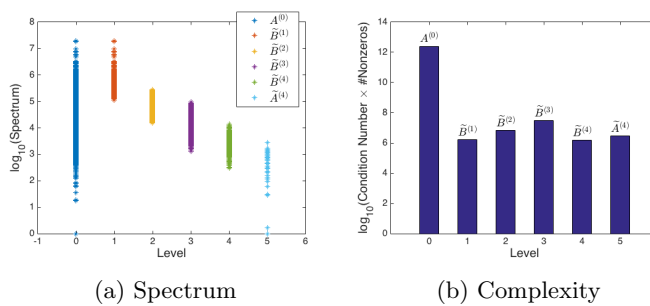 8
7
6
5
4
3
2
1
0
-1 0 1 2 3 4 5 6
log₁₀(Spectrum)
Level
A⁽⁰⁾
B̃⁽¹⁾
B̃⁽²⁾
B̃⁽³⁾
B̃⁽⁴⁾
Ã⁽⁴⁾
(a) Spectrum
14
12
10
8
6
4
2
0
log₁₀(Condition Number × #Nonzeros)
A⁽⁰⁾
B̃⁽¹⁾
B̃⁽²⁾
B̃⁽³⁾
B̃⁽⁴⁾
Ã⁽⁴⁾
0 1 2 3 4 5
Level
(b) Complexity